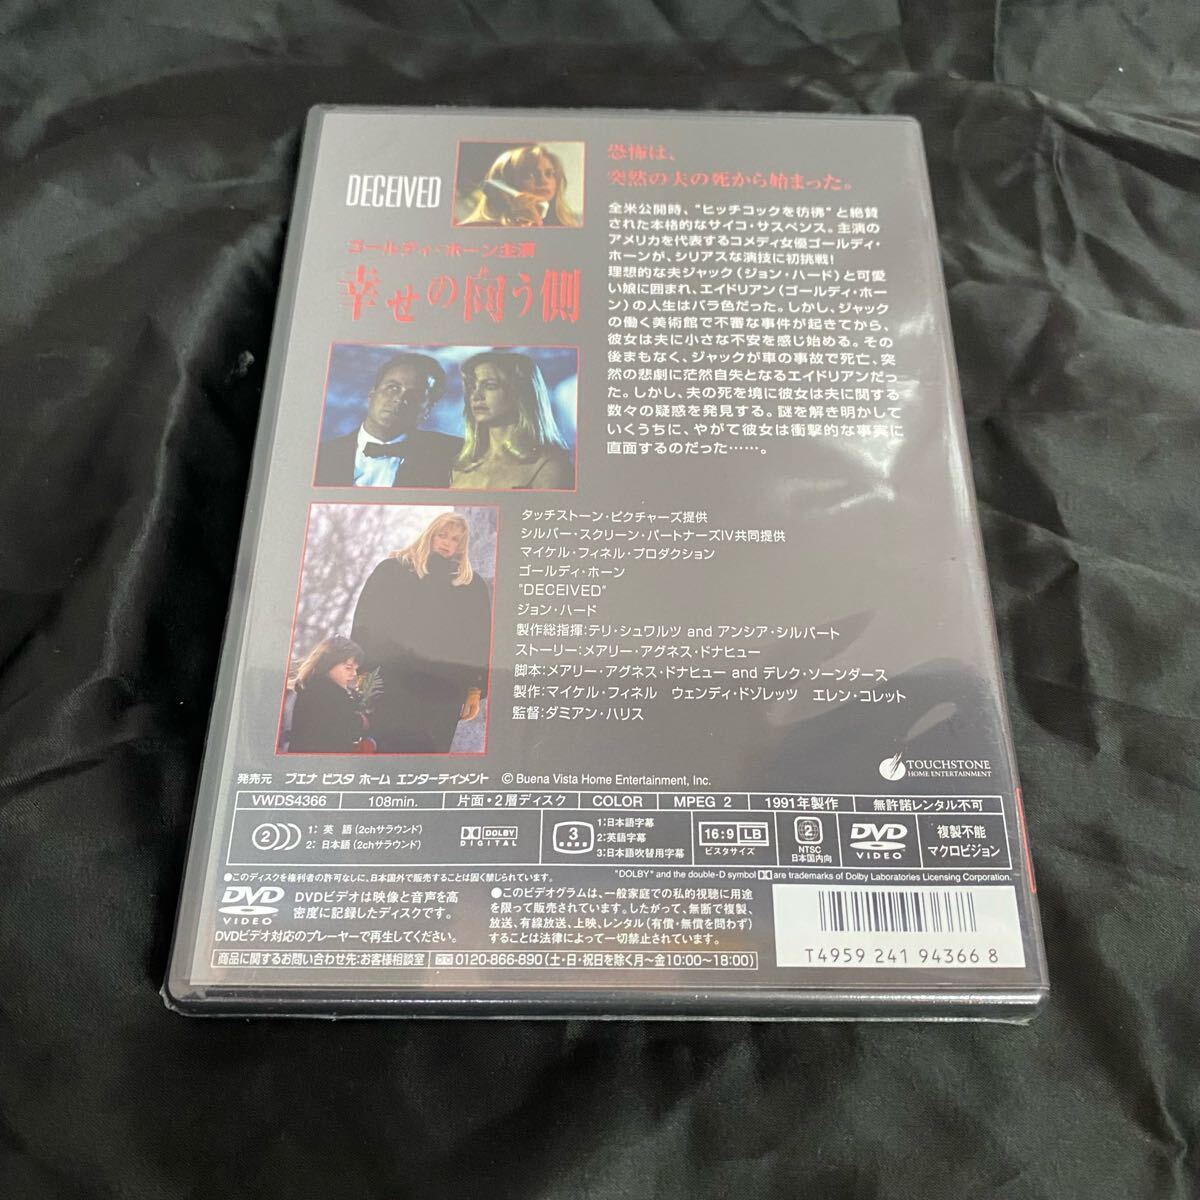 DECEIVED
ゴールディ・ホーン主演
幸せの向う側
恐怖は、
突然の夫の死から始まった。
全米公開時、“ヒッチコックを彷彿”と絶賛
された本格的なサイコ・サスペンス。主演の
アメリカを代表するコメディ女優ゴールディ・
ホーンが、シリアスな演技に初挑戦!
理想的な夫ジャック(ジョン・ハード)と可愛
い娘に囲まれ、エイドリアン(ゴールディ・ホー
ン)の人生はバラ色だった。しかし、ジャック
の働く美術館で不審な事件が起きてから、
彼女は夫に小さな不安を感じ始める。その
後まもなく、ジャックが車の事故で死亡、突
然の悲劇に茫然自失となるエイドリアンだっ
た。しかし、夫の死を境に彼女は夫に関する
数々の疑惑を発見する。謎を解き明かして
いくうちに、やがて彼女は衝撃的な事実に
直面するのだった……。
タッチストーン・ピクチャーズ提供
シルバー・スクリーン・パートナーズⅣ共同提供
マイケル・フィネル・プロダクション
ゴールディ・ホーン
"DECEIVED"
ジョン・ハード
製作総指揮:テリ・シュワルツ and アンシア・シルバート
ストーリー:メアリー・アグネス・ドナヒュー
脚本:メアリー・アグネス・ドナヒュー and デレク・ソーンダース
製作:マイケル・フィネル ウェンディ・ドゾレッツ エレン・コレット
監督:ダミアン・ハリス
TOUCHSTONE
HOME ENTERTAINMENT
発売元 ブエナ ビスタ ホーム エンターテイメント © Buena Vista Home Entertainment, Inc.
VWDS4366 108min. 片面・2層ディスク COLOR MPEG 2 1991年製作 無許諾レンタル不可
2 1: 英 語(2chサラウンド)
2: 日本語(2chサラウンド)
DOLBY
DIGITAL
3
1:日本語字幕
2:英語字幕
3:日本語吹替用字幕
16:9 LB
ビスタサイズ
2
NTSC
日本国内向
DVD
VIDEO
複製不能
マクロビジョン
●このディスクを権利者の許可なしに、日本国外で販売することは固く禁じられています。
"DOLBY" and the double-D symbol are trademarks of Dolby Laboratories Licensing Corporation.
DVD
VIDEO
DVDビデオは映像と音声を高
密度に記録したディスクです。
DVDビデオ対応のプレーヤーで再生してください。
●このビデオグラムは、一般家庭での私的視聴に用途
を限って販売されています。したがって、無断で複製、
放送、有線放送、上映、レンタル(有償・無償を問わず)
することは法律によって一切禁止されています。
商品に関するお問い合わせ先:お客様相談室 0120-866-890(土・日・祝日を除く月〜金10:00〜18:00)
T4959 241 94366 8